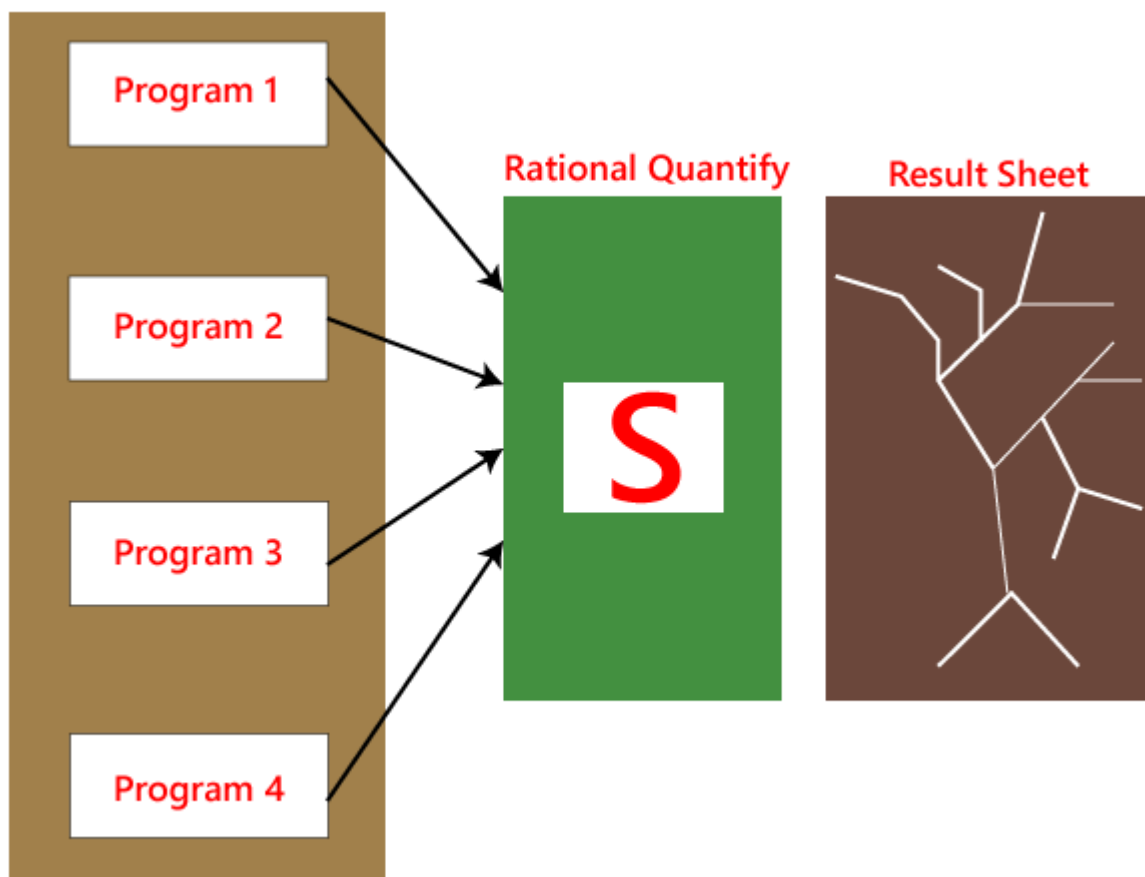 Program 1
Program 2
Program 3
Program 4
Rational Quantify
S
Result Sheet